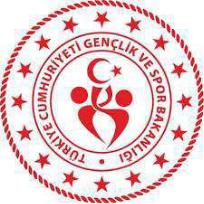 TÜRKİYE CUMHURİYETİ GENÇLİK VE SPOR BAKANLIĞI